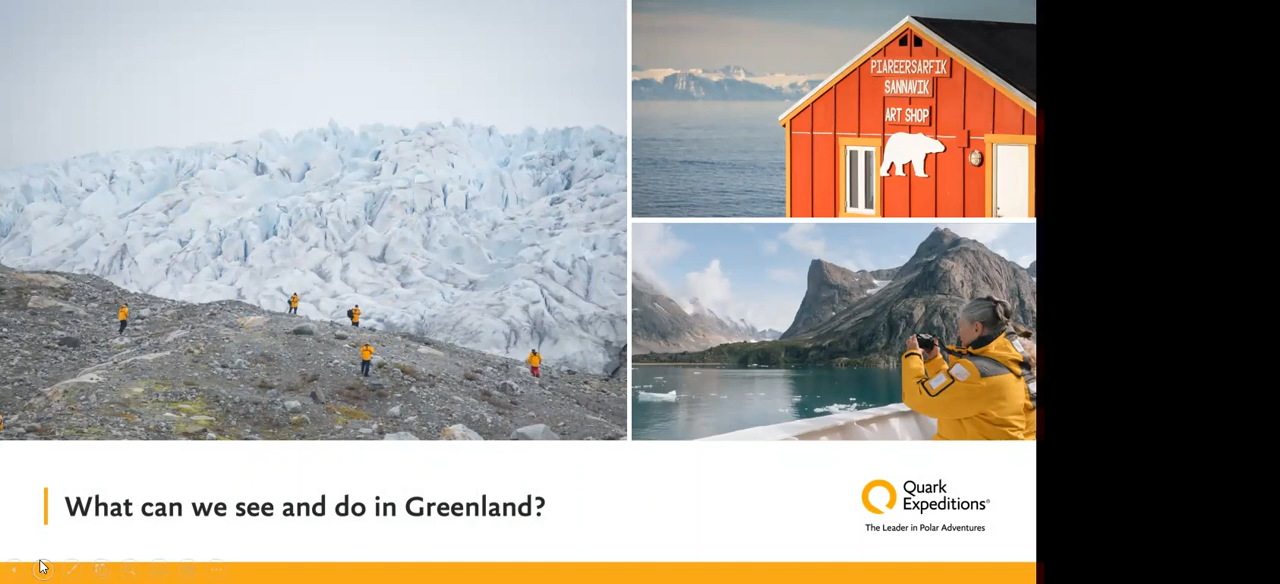 PIAREERSARFIK
SANNAVIK
ART SHOP
What can we see and do in Greenland?
Quark
Expeditions®
The Leader in Polar Adventures